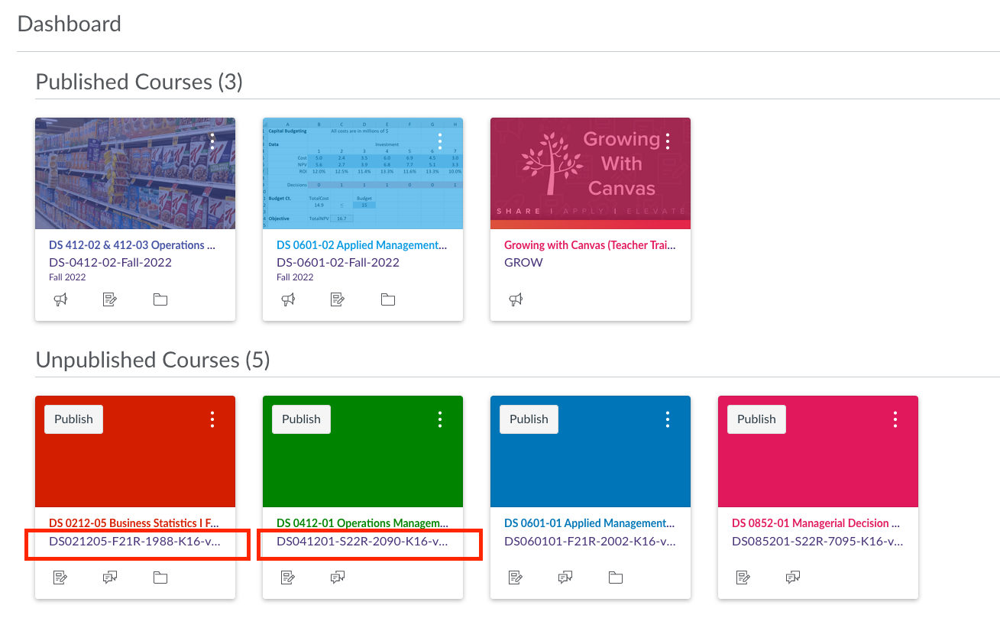 Dashboard
Published Courses (3)
A B C D E F G H
Capital Budgeting All costs are in millions of $
Data Investment
1 2 3 4 5 6 7
Cost 5.0 2.4 3.5 6.0 6.9 4.5 3.0
NPV 5.6 2.7 3.9 6.8 7.7 5.1 3.3
ROI 12.0% 12.5% 11.4% 13.3% 11.6% 13.3% 10.0%
Decisions 0 1 1 1 0 0 1
Budget Ct. TotalCost Budget
14.9 ≤ 15
Objective TotalNPV 16.7
Growing
With
Canvas
SHARE | APPLY | ELEVATE
DS 412-02 & 412-03 Operations ...
DS-0412-02-Fall-2022
Fall 2022
DS 0601-02 Applied Management...
DS-0601-02-Fall-2022
Fall 2022
Growing with Canvas (Teacher Trai...
GROW
Unpublished Courses (5)
Publish
DS 0212-05 Business Statistics I F...
DS021205-F21R-1988-K16-v...
Publish
DS 0412-01 Operations Managem...
DS041201-S22R-2090-K16-v...
Publish
DS 0601-01 Applied Management...
DS060101-F21R-2002-K16-v...
Publish
DS 0852-01 Managerial Decision ...
DS085201-S22R-7095-K16-v...